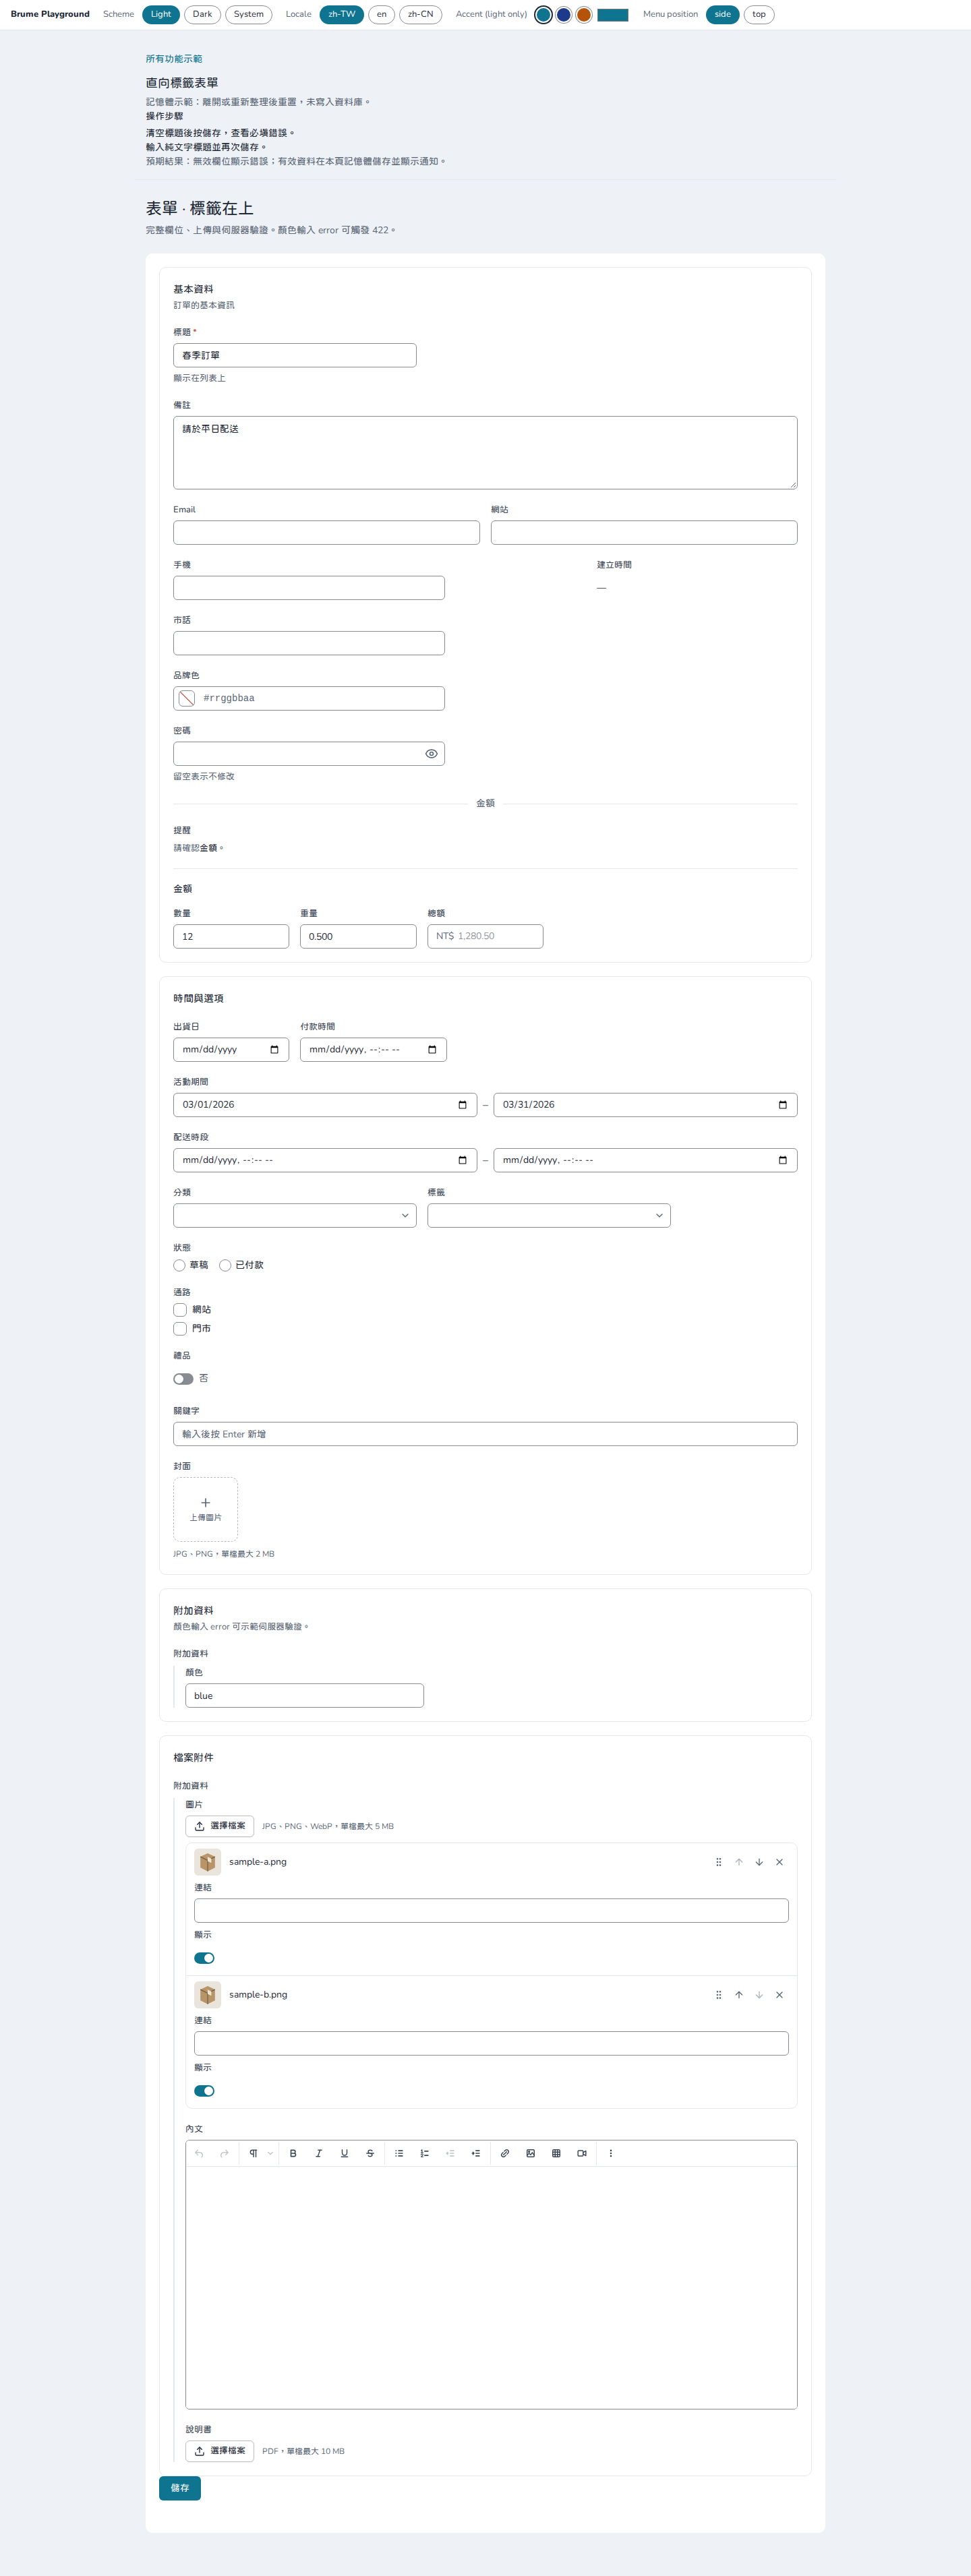 Brume Playground Scheme Light Dark System Locale zh-TW en zh-CN Accent (light only) Menu position side top
所有功能示範
直向標籤表單
記憶體示範：離開或重新整理後重置，未寫入資料庫。
操作步驟
清空標題後按儲存，查看必填錯誤。
輸入純文字標題並再次儲存。
預期結果：無效欄位顯示錯誤；有效資料在本頁記憶體儲存並顯示通知。
表單 · 標籤在上
完整欄位、上傳與伺服器驗證。顏色輸入 error 可觸發 422。
基本資料
訂單的基本資訊
標題 *
春季訂單
顯示在列表上
備註
請於平日配送
Email 網站
手機 建立時間
—
市話
品牌色
#rrggbbaa
密碼
留空表示不修改
金額
提醒
請確認金額。
金額
數量 重量 總額
12 0.500 NT$ 1,280.50
時間與選項
出貨日 付款時間
mm/dd/yyyy mm/dd/yyyy, --:-- --
活動期間
03/01/2026 – 03/31/2026
配送時段
mm/dd/yyyy, --:-- -- – mm/dd/yyyy, --:-- --
分類 標籤
狀態
草稿 已付款
通路
網站
門市
禮品
否
關鍵字
輸入後按 Enter 新增
封面
上傳圖片
JPG、PNG，單檔最大 2 MB
附加資料
顏色輸入 error 可示範伺服器驗證。
附加資料
顏色
blue
檔案附件
附加資料
圖片
選擇檔案 JPG、PNG、WebP，單檔最大 5 MB
sample-a.png
連結
顯示
sample-b.png
連結
顯示
內文
說明書
選擇檔案 PDF，單檔最大 10 MB
儲存